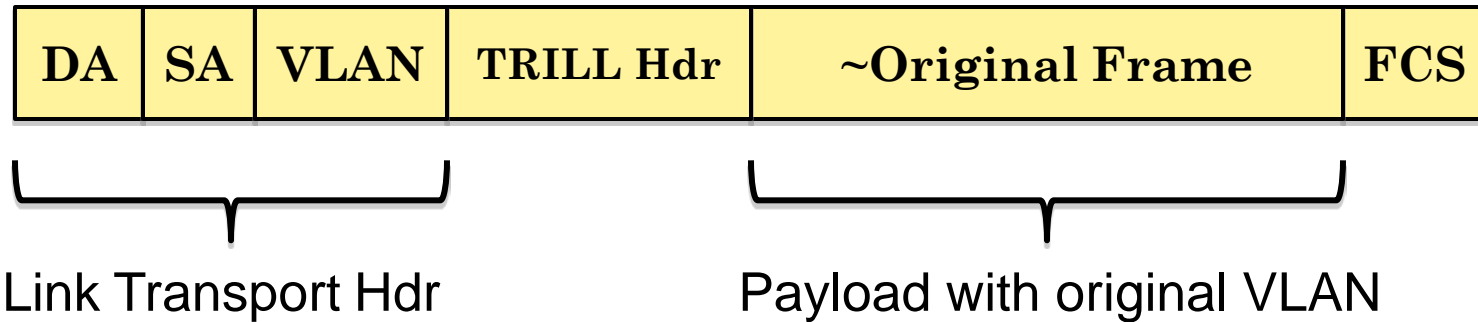 DA SA VLAN TRILL Hdr ~Original Frame FCS
Link Transport Hdr Payload with original VLAN